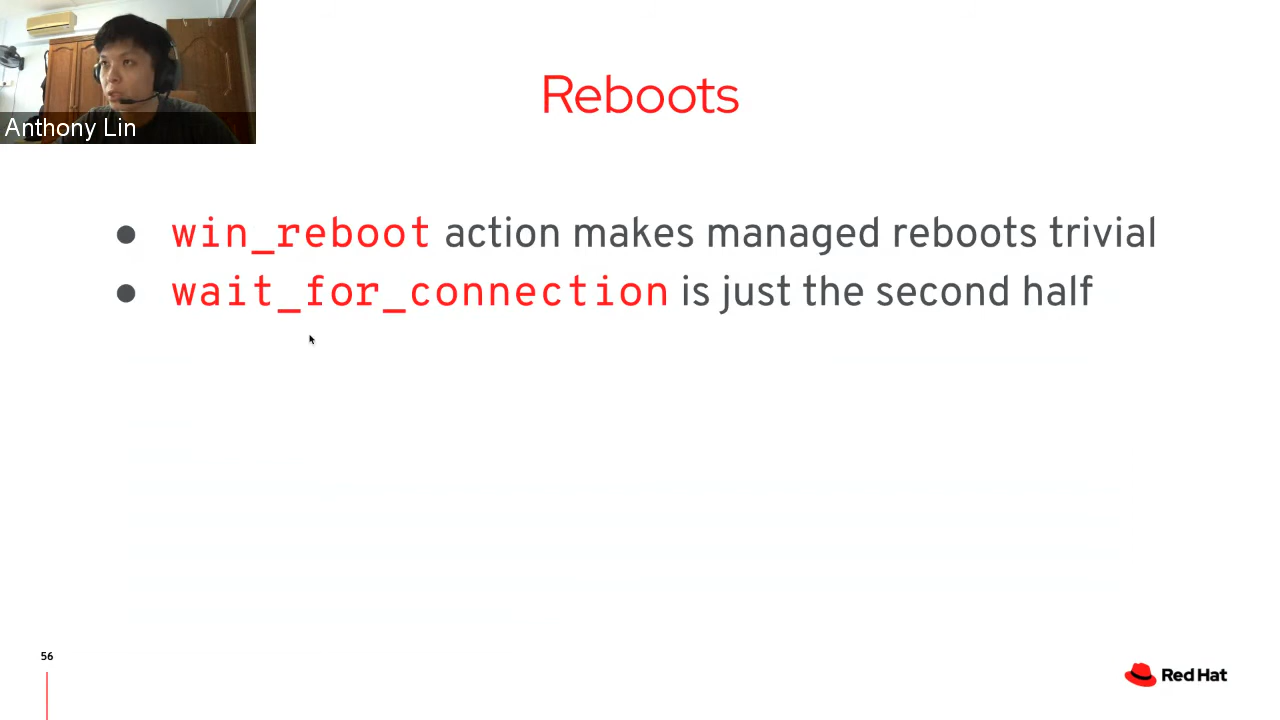 Anthony Lin
Reboots
● win_reboot action makes managed reboots trivial
● wait_for_connection is just the second half
56
Red Hat